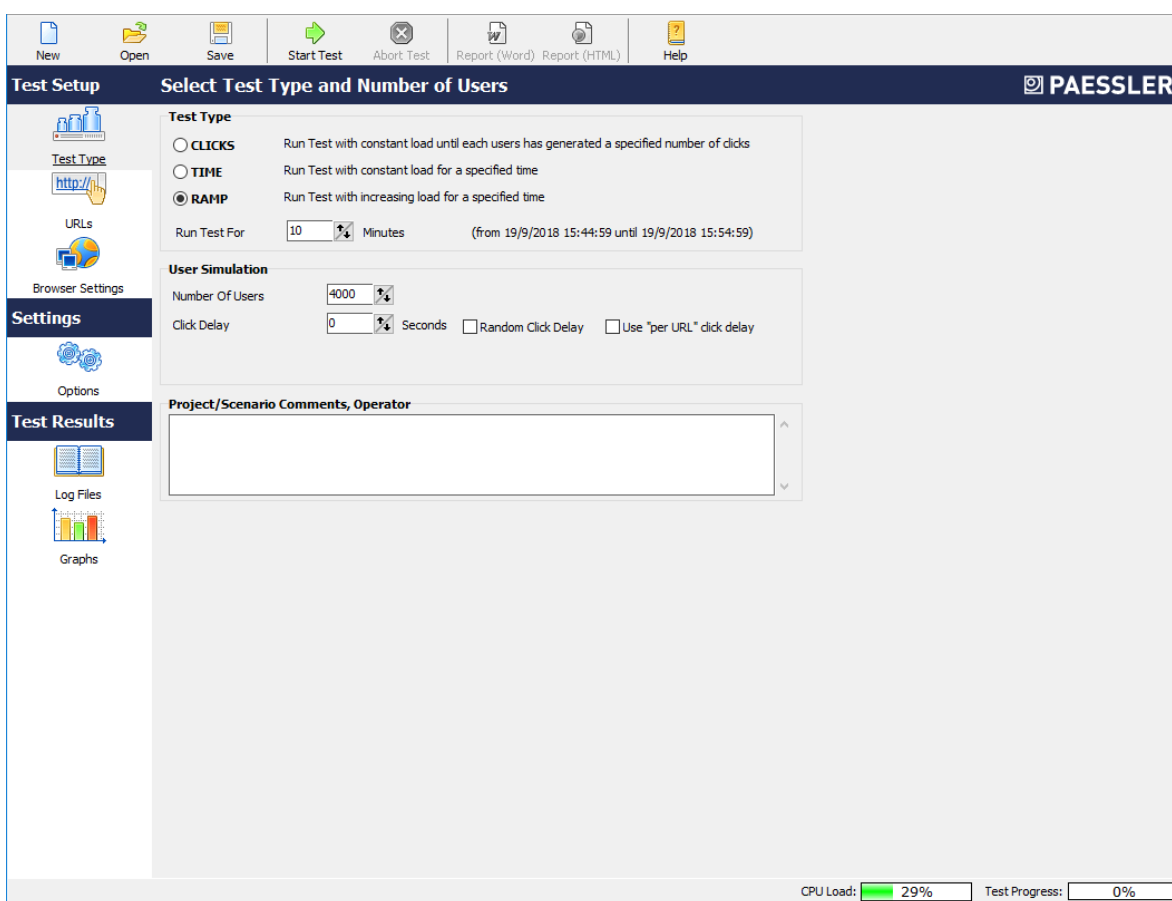 New Open Save Start Test Abort Test Report (Word) Report (HTML) Help
Test Setup
Select Test Type and Number of Users
PAESSLER
Test Type
http://
URLs
Browser Settings
Settings
Options
Test Results
Log Files
Graphs
Test Type
CLICKS Run Test with constant load until each users has generated a specified number of clicks
TIME Run Test with constant load for a specified time
RAMP Run Test with increasing load for a specified time
Run Test For 10 Minutes (from 19/9/2018 15:44:59 until 19/9/2018 15:54:59)
User Simulation
Number Of Users 4000
Click Delay 0 Seconds Random Click Delay Use "per URL" click delay
Project/Scenario Comments, Operator
CPU Load: 29% Test Progress: 0%